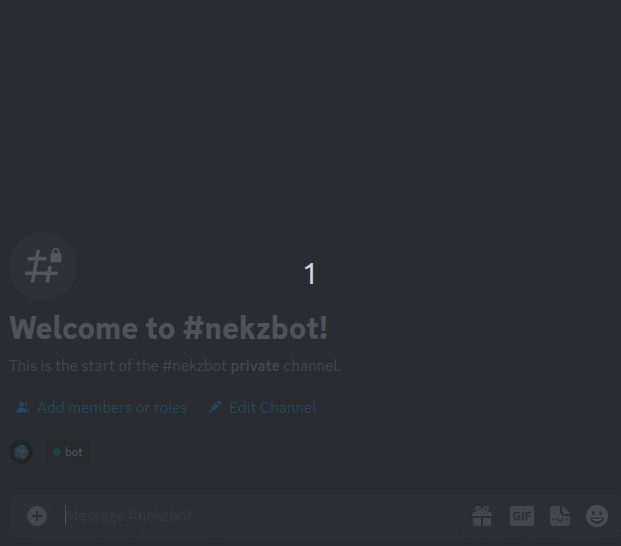 1
Welcome to #nekzbot!
This is the start of the #nekzbot private channel.
Add members or roles Edit Channel
bot
Message #nekzbot
GIF